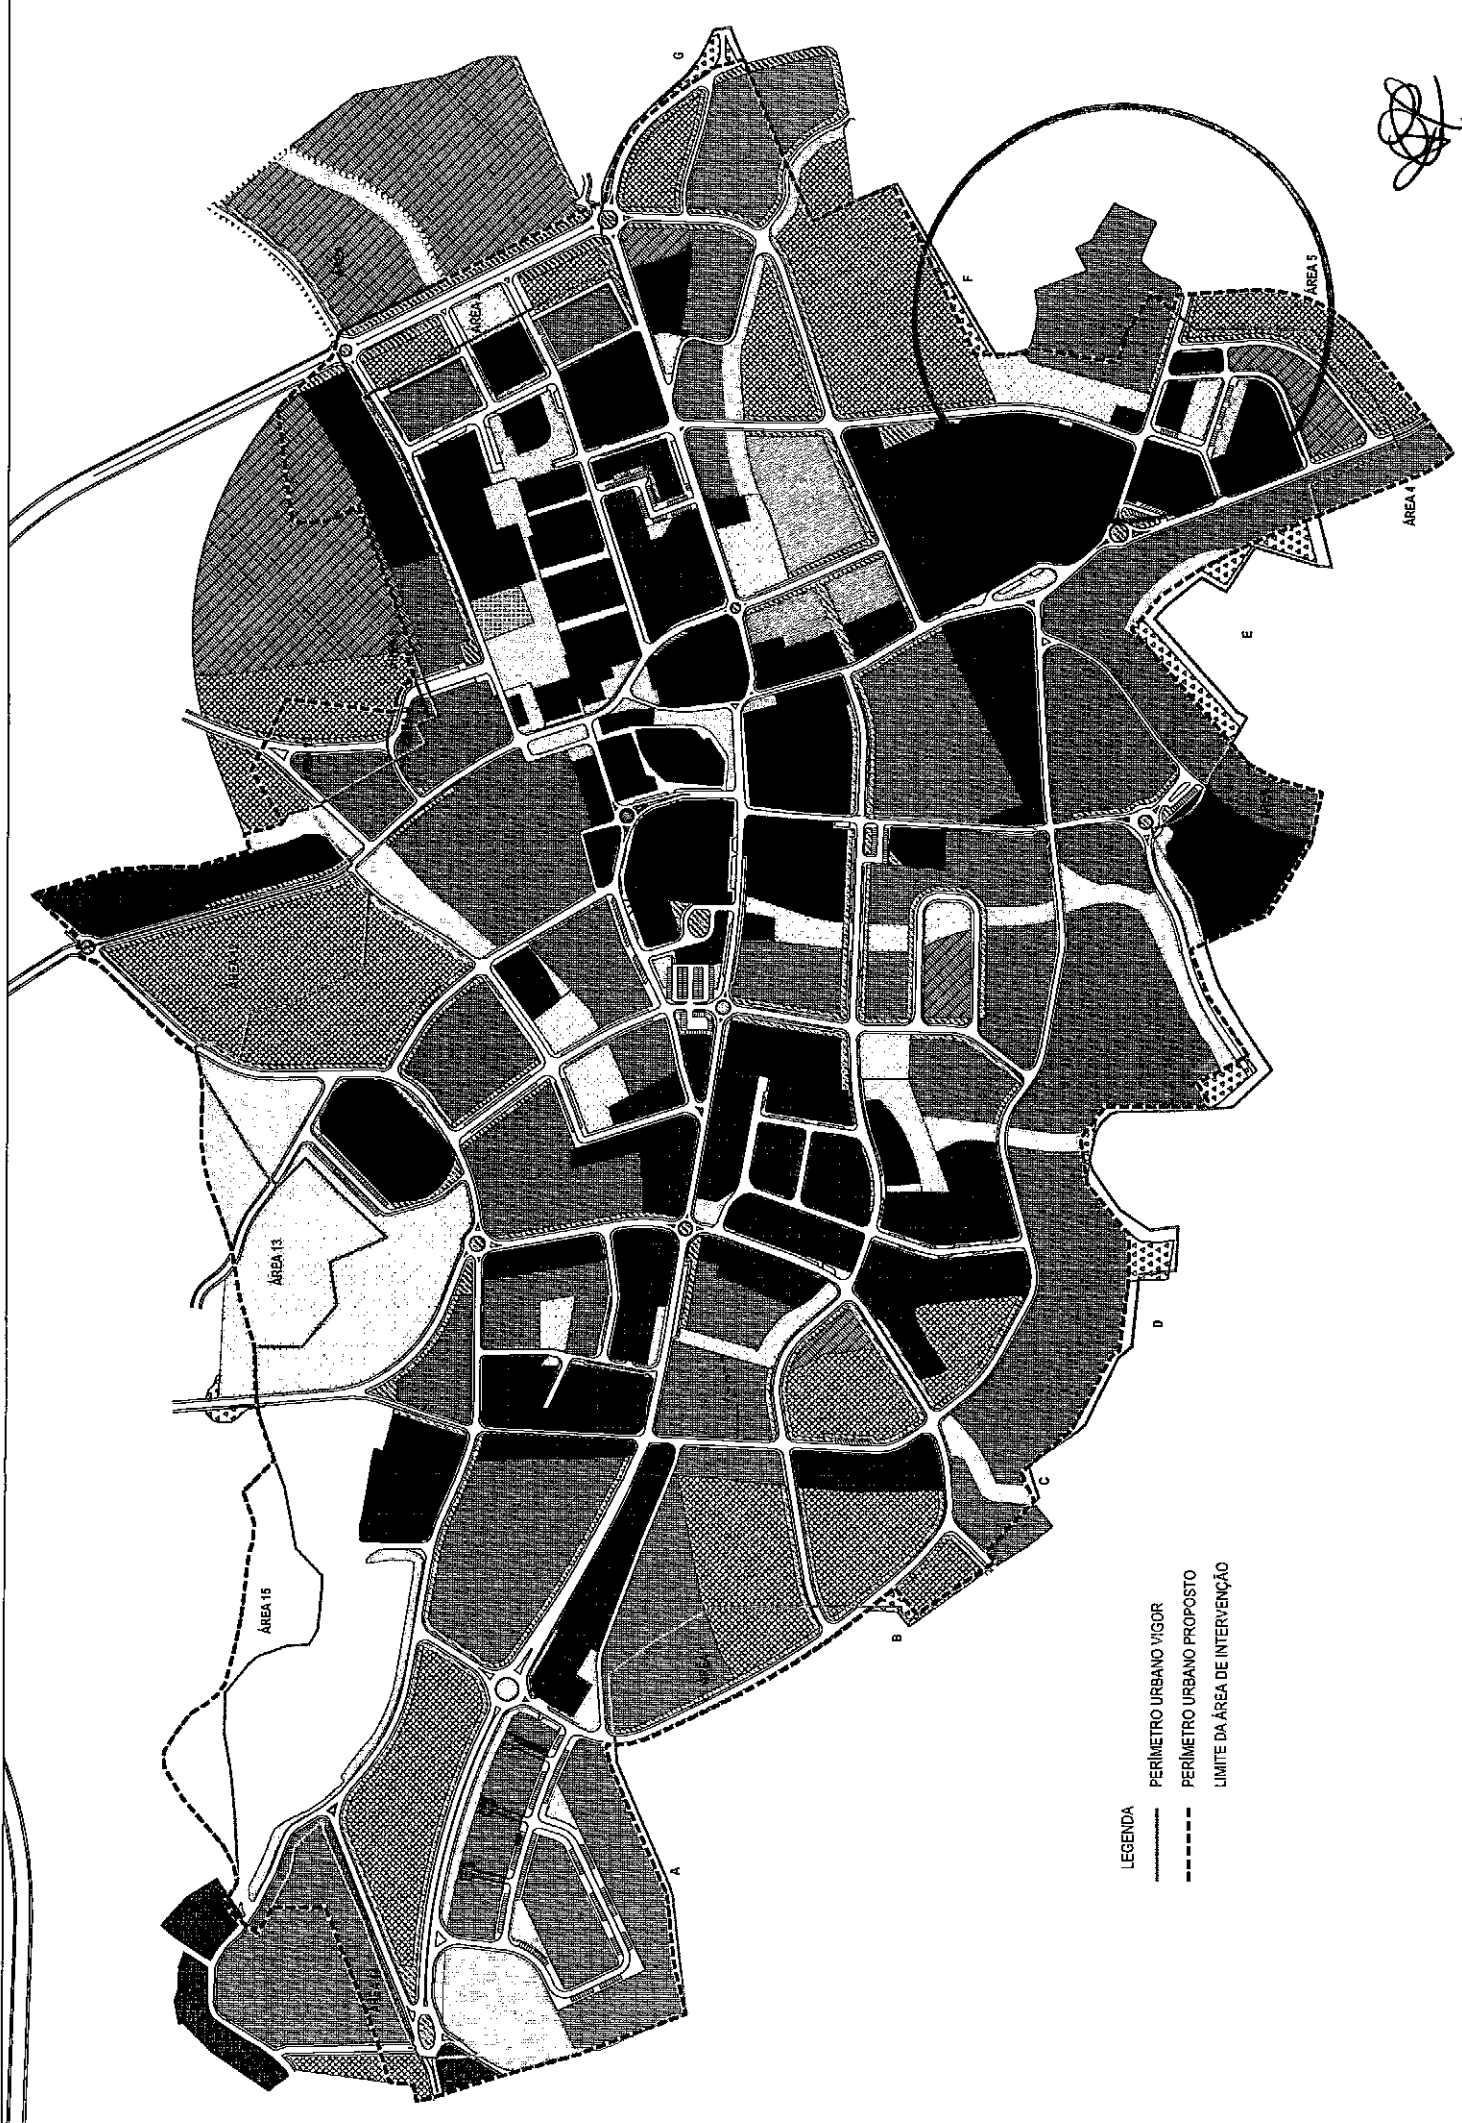 G
F
ÁREA 5
ÁREA 4
E
D
C
B
A
ÁREA
ÁREA 13
ÁREA 15
LEGENDA
PERÍMETRO URBANO VIGOR
PERÍMETRO URBANO PROPOSTO
LIMITE DA ÁREA DE INTERVENÇÃO